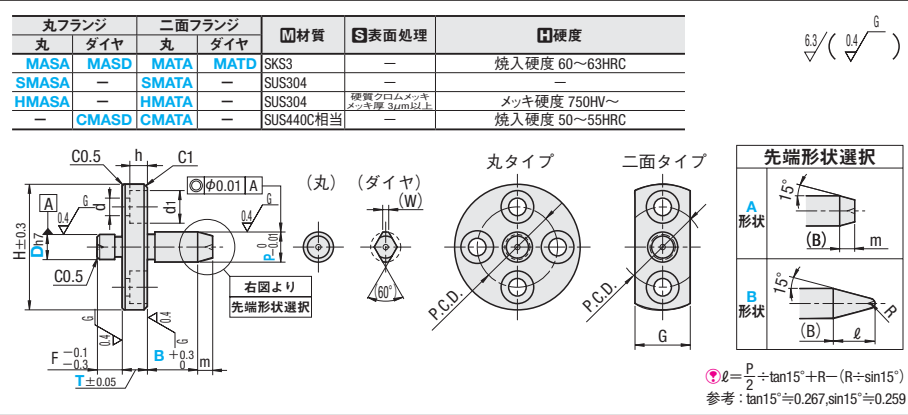 丸フランジ 二面フランジ M材質 S表面処理 H硬度
丸 ダイヤ 丸 ダイヤ
MASA MASD MATA MATD SKS3 － 焼入硬度 60～63HRC
SMASA － SMATA － SUS304 － －
HMASA － HMATA － SUS304 硬質クロムメッキ メッキ厚 3μm以上 メッキ硬度 750HV～
－ CMASD CMATA － SUS440C相当 － 焼入硬度 50～55HRC
6.3 ( 0.4 G )
C0.5 h C1
◎ φ0.01 A
(丸) (ダイヤ)
(W)
60°
A 0.4 G d d1 0.4 G
H±0.3
Dh7
P 0 −0.01
C0.5
右図より
先端形状選択
0.4 G 0.4 G
F −0.1 −0.3
B +0.3 0 m
T±0.05
丸タイプ
P.C.D.
二面タイプ
P.C.D.
G
先端形状選択
A
形状
15°
(B) m
B
形状
15°
(B) ℓ R
ℓ=P/2÷tan15°+R−(R÷sin15°)
参考：tan15°≒0.267,sin15°≒0.259